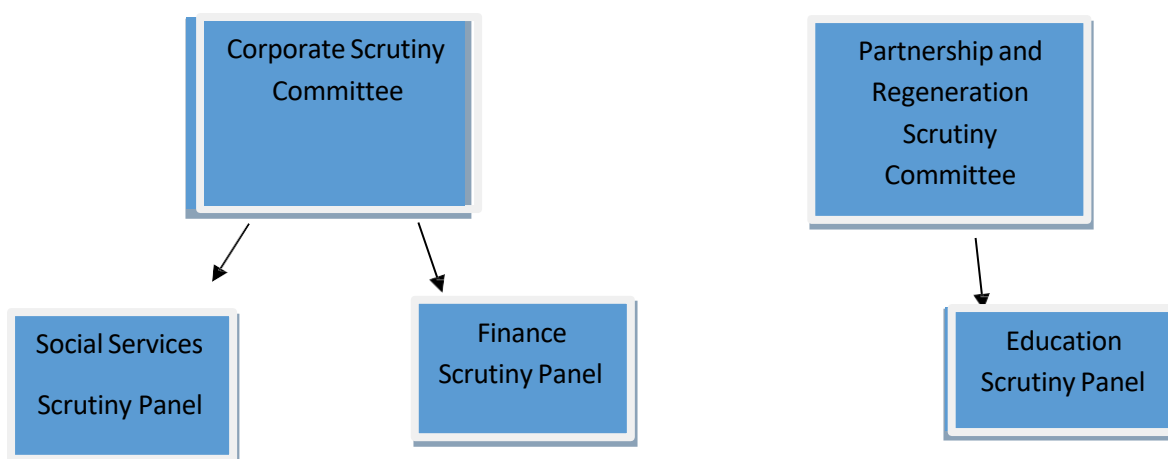 Corporate Scrutiny
Committee
Partnership and
Regeneration
Scrutiny
Committee
Social Services
Scrutiny Panel
Finance
Scrutiny Panel
Education
Scrutiny Panel